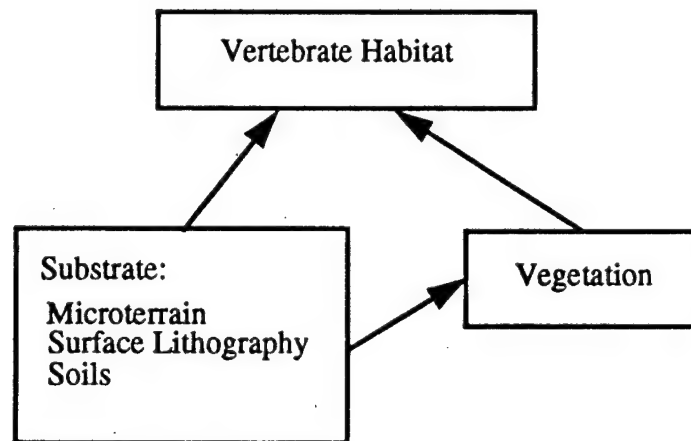 Vertebrate Habitat
Substrate:
Microterrain
Surface Lithography
Soils
Vegetation